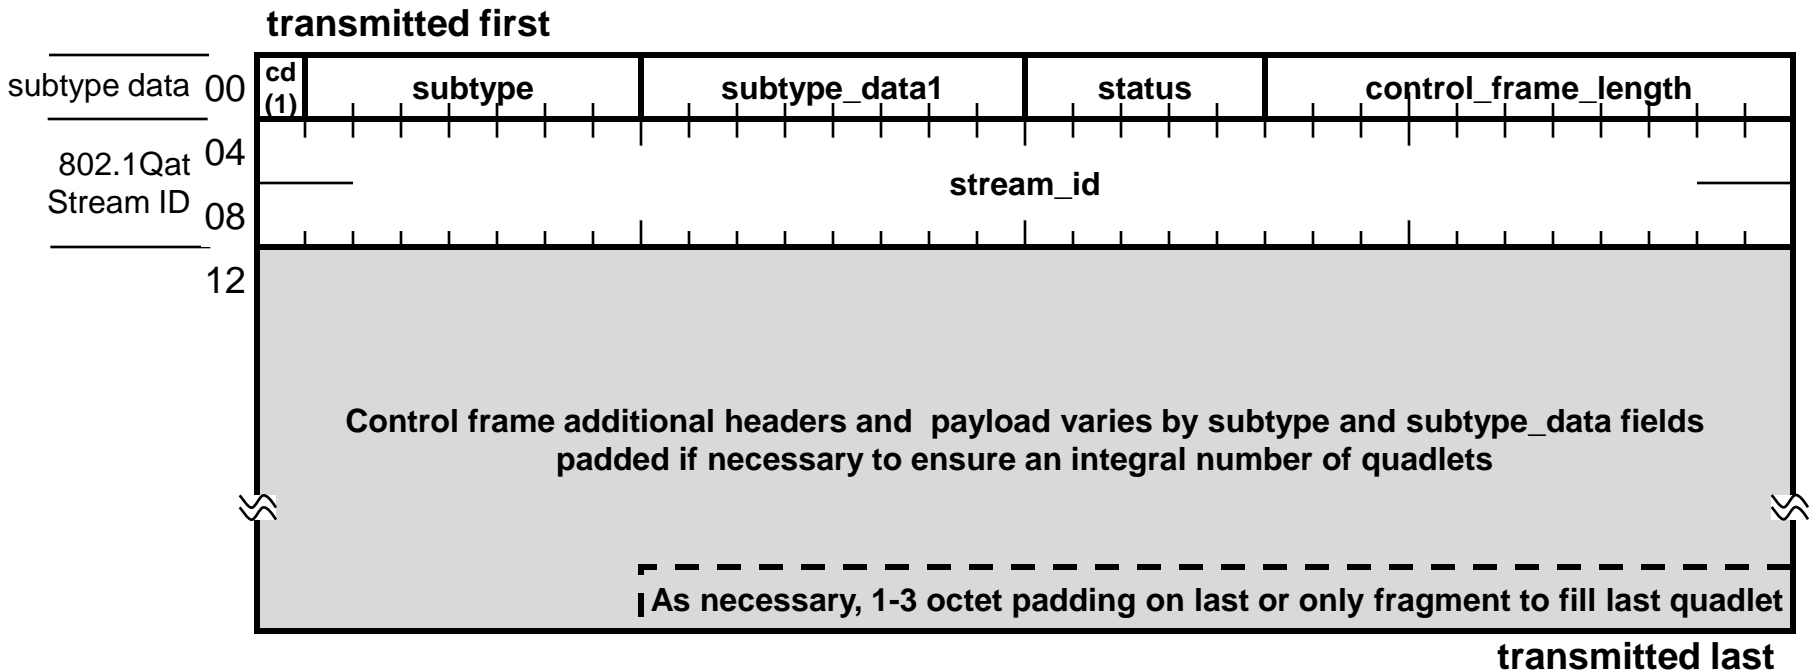 transmitted first
subtype data 00 cd (1) subtype subtype_data1 status control_frame_length
802.1Qat
Stream ID
04
stream_id
08
12
Control frame additional headers and  payload varies by subtype and subtype_data fields
padded if necessary to ensure an integral number of quadlets
As necessary, 1-3 octet padding on last or only fragment to fill last quadlet
transmitted last